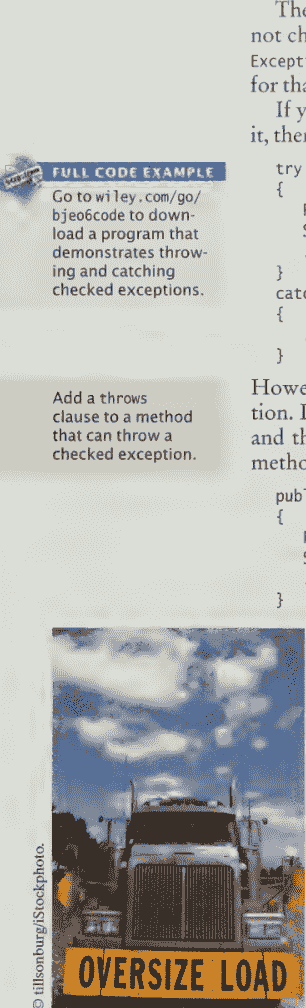 The
not ch
Except
for tha
If y
it, then
try
{
}
catc
{
}
FULL CODE EXAMPLE
Go to wiley.com/go/
bjeo6code to down-
load a program that
demonstrates throw-
ing and catching
checked exceptions.
Add a throws
clause to a method
that can throw a
checked exception.
Howe
tion. I
and th
metho
publ
{
}
© tillsonburg/iStockphoto.
OVERSIZE LOAD